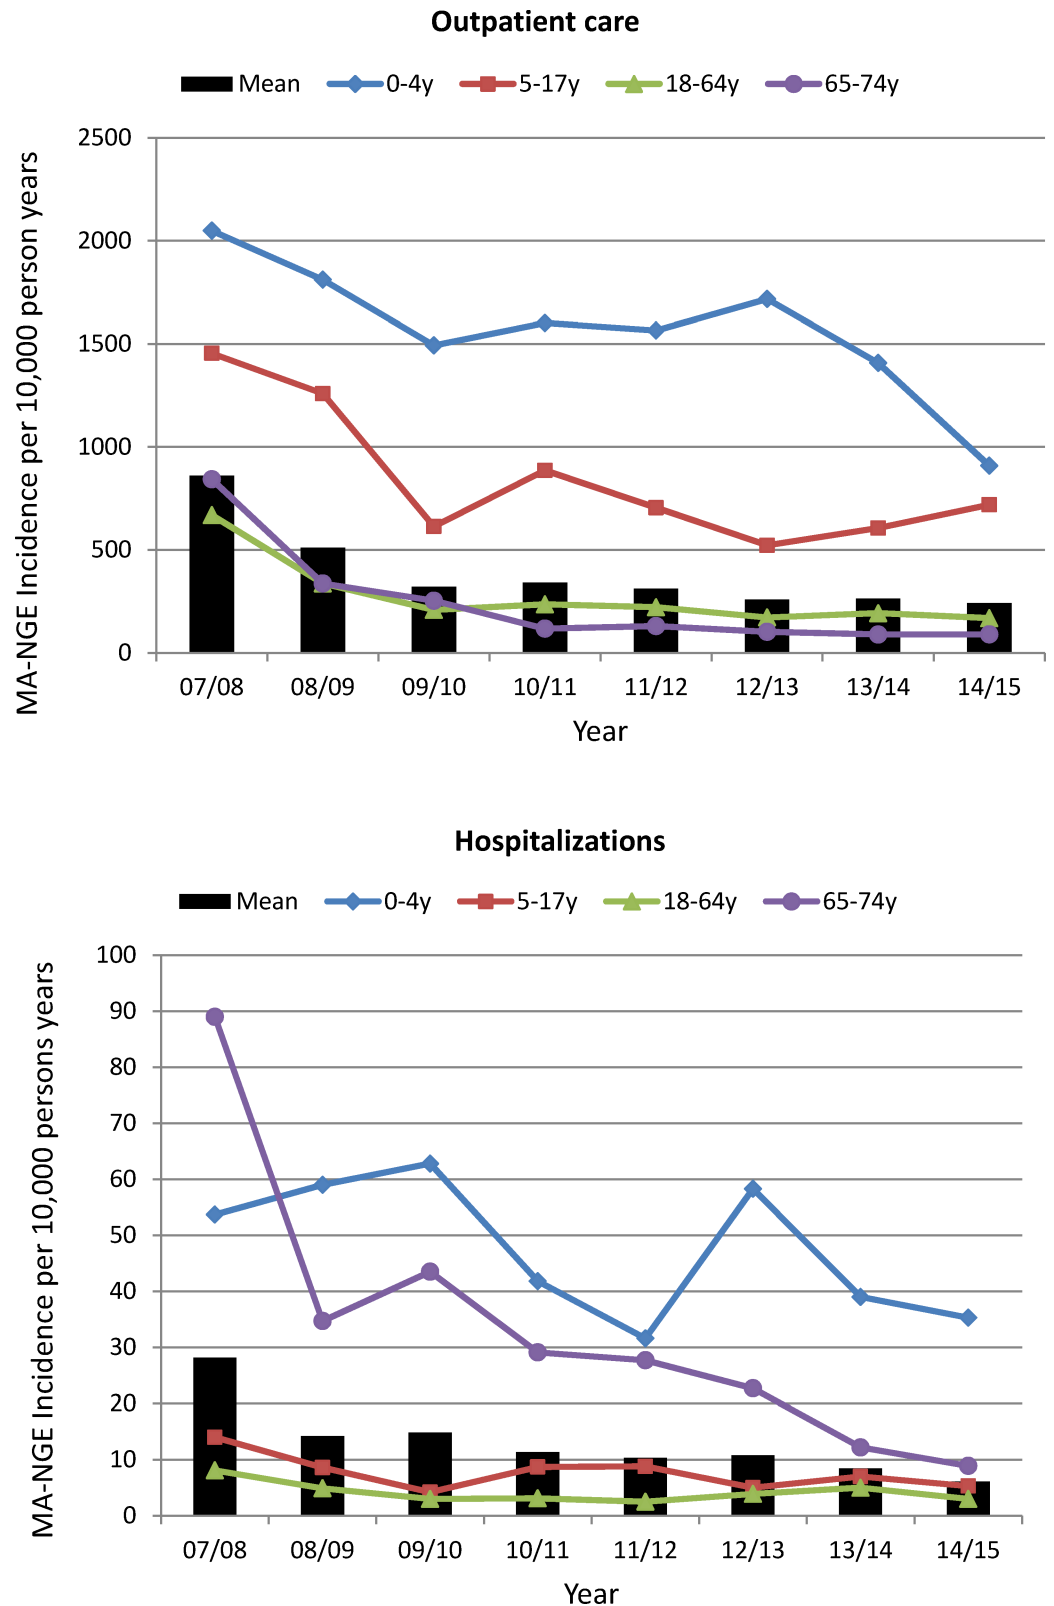 Outpatient care
Mean 0-4y 5-17y 18-64y 65-74y
MA-NGE Incidence per 10,000 person years
2500
2000
1500
1000
500
0
07/08 08/09 09/10 10/11 11/12 12/13 13/14 14/15
Year
Hospitalizations
Mean 0-4y 5-17y 18-64y 65-74y
MA-NGE Incidence per 10,000 persons years
100
90
80
70
60
50
40
30
20
10
0
07/08 08/09 09/10 10/11 11/12 12/13 13/14 14/15
Year